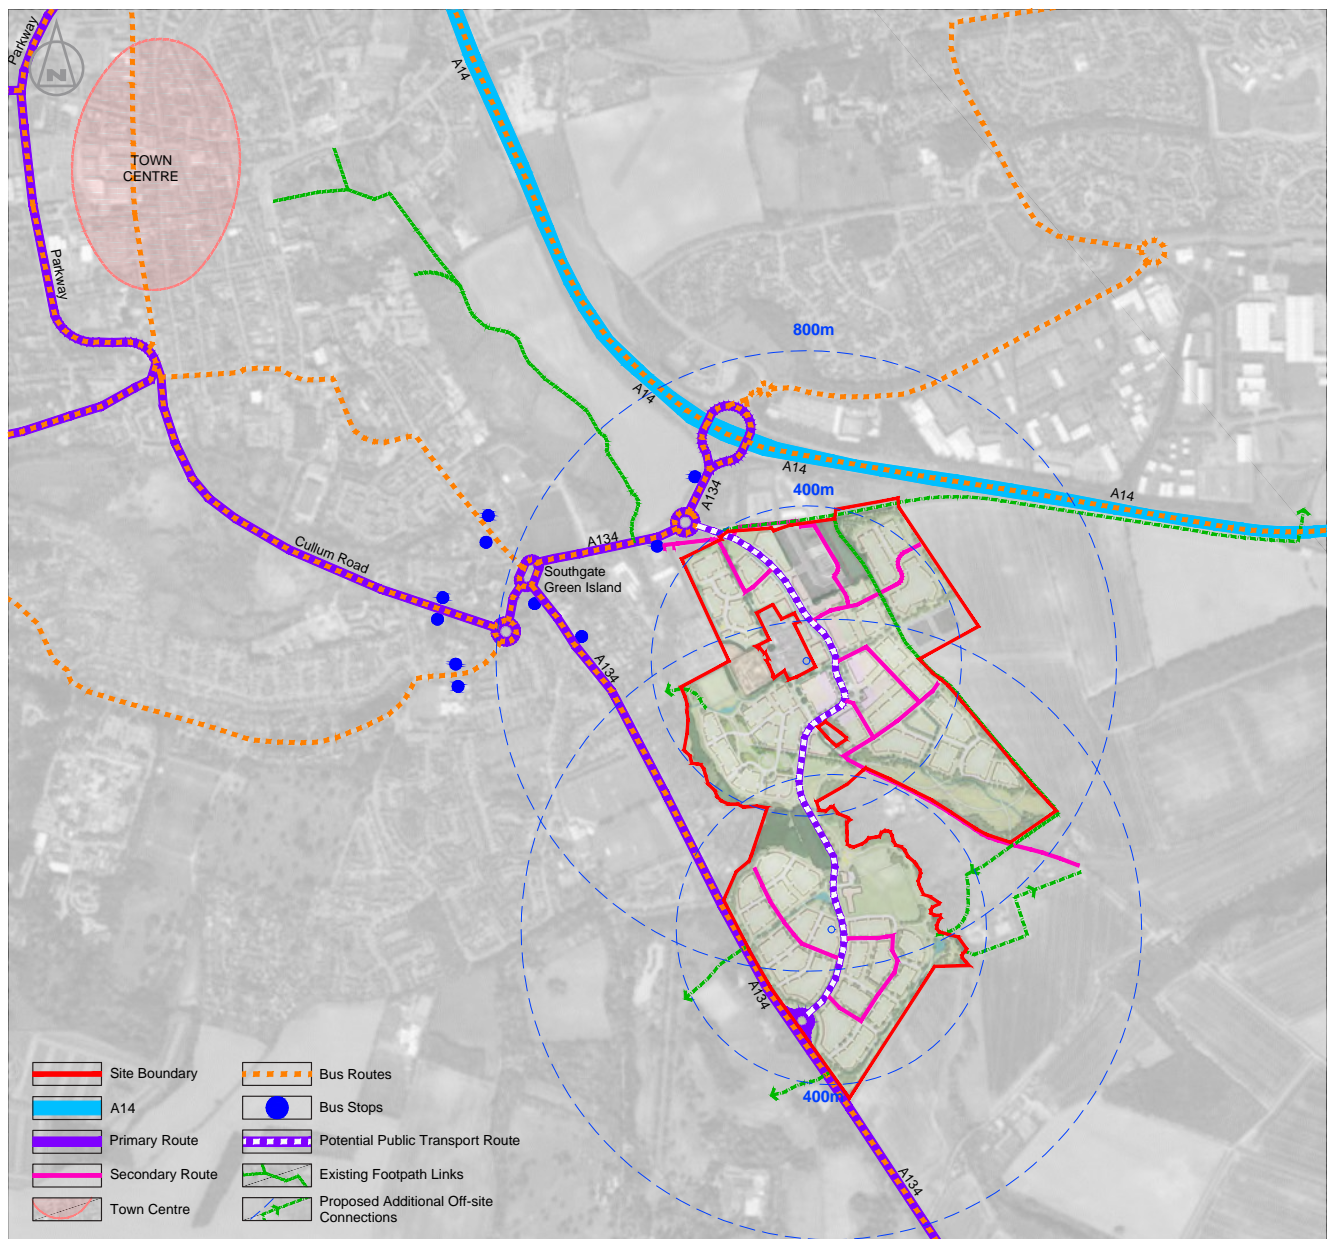 Parkway
N
TOWN
CENTRE
A14
Parkway
800m
A14
A14
400m
A134
A14
A134
Cullum Road
Southgate
Green Island
A134
A134
400m
A134
Site Boundary
A14
Primary Route
Secondary Route
Town Centre
Bus Routes
Bus Stops
Potential Public Transport Route
Existing Footpath Links
Proposed Additional Off-site
Connections